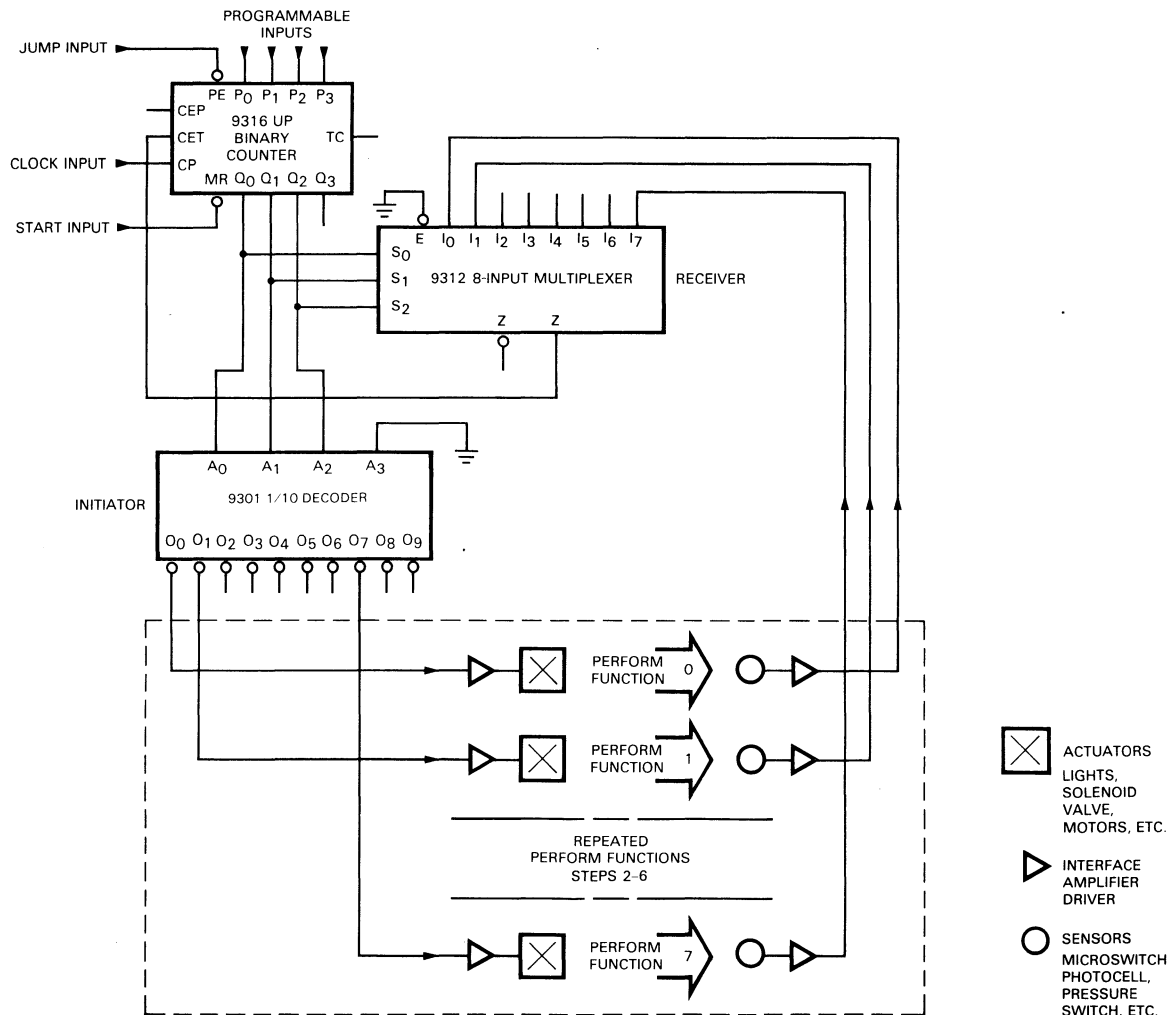 PROGRAMMABLE
INPUTS
JUMP INPUT
PE P0 P1 P2 P3
CEP
9316 UP
BINARY
COUNTER
CET
TC
CLOCK INPUT
CP
MR Q0 Q1 Q2 Q3
START INPUT
E I0 I1 I2 I3 I4 I5 I6 I7
S0
S1
9312 8-INPUT MULTIPLEXER
RECEIVER
S2
Z Z
A0 A1 A2 A3
INITIATOR
9301 1/10 DECODER
O0 O1 O2 O3 O4 O5 O6 O7 O8 O9
PERFORM
FUNCTION
0
PERFORM
FUNCTION
1
REPEATED
PERFORM FUNCTIONS
STEPS 2-6
PERFORM
FUNCTION
7
ACTUATORS
LIGHTS,
SOLENOID
VALVE,
MOTORS, ETC.
INTERFACE
AMPLIFIER
DRIVER
SENSORS
MICROSWITCH
PHOTOCELL,
PRESSURE
SWITCH, ETC.